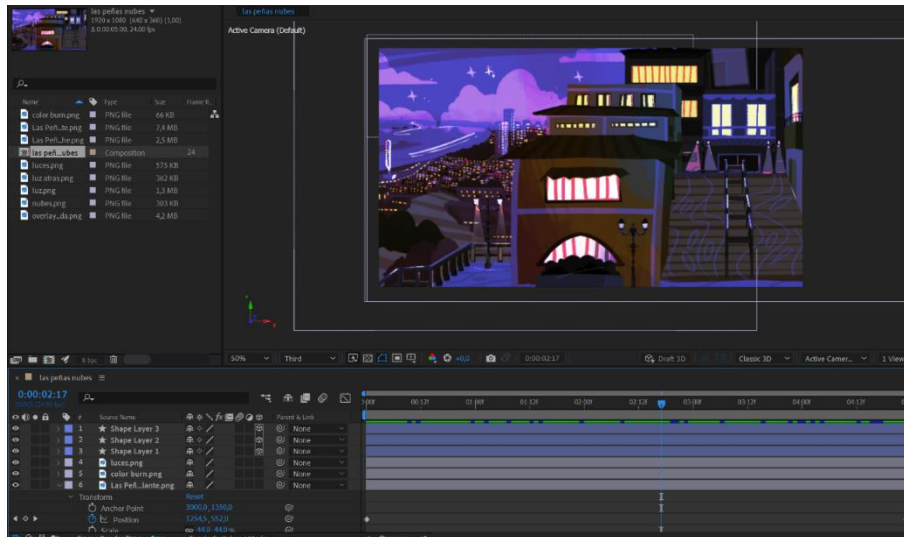 las peñas nubes
1920 x 1080 (640 x 360) (1,00)
Δ 0:00:05:00, 24,00 fps
las peñas nubes
Active Camera (Default)
Name Type Size Frame R..
color burn.png PNG file 66 KB
Las Peñ...te.png PNG file 7,4 MB
Las Peñ...he.png PNG file 2,5 MB
las peñ...ubes Composition 24
luces.png PNG file 575 KB
luz atras.png PNG file 362 KB
luz.png PNG file 1,3 MB
nubes.png PNG file 303 KB
overlay...da.png PNG file 4,2 MB
8 bpc
50% Third +0,0 0:00:02:17 Draft 3D Classic 3D Active Camer... 1 View
las peñas nubes
0:00:02:17
# Source Name Parent & Link
00:12f 01:00f 01:12f 02:00f 02:12f 03:00f 03:12f 04:00f 04:12f
1 Shape Layer 3 None
2 Shape Layer 2 None
3 Shape Layer 1 None
4 luces.png None
5 color burn.png None
6 Las Peñ...lante.png None
Transform Reset
Anchor Point 3000,0, 1350,0
Position 1254,5, 552,0
Scale 44,0, 44,0%